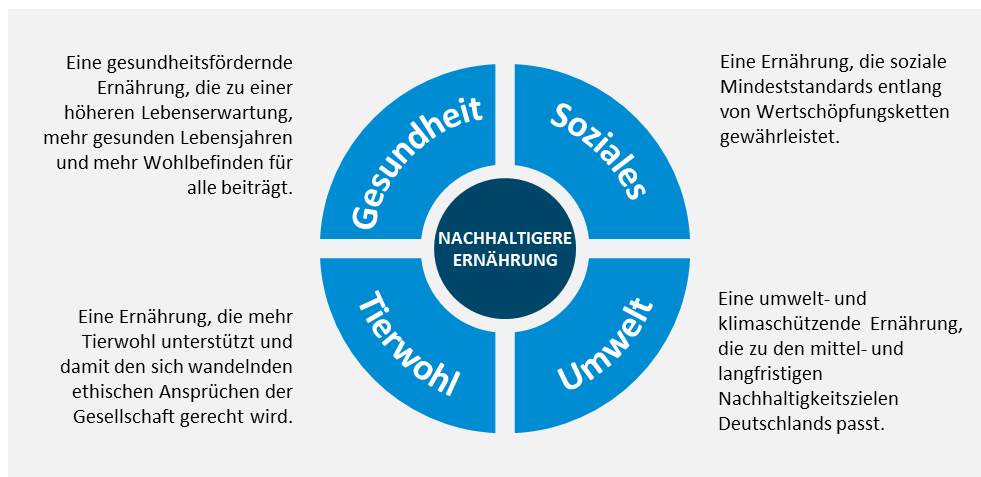 Eine gesundheitsfördernde
Ernährung, die zu einer
höheren Lebenserwartung,
mehr gesunden Lebensjahren
und mehr Wohlbefinden für
alle beiträgt.
Gesundheit
Soziales
Eine Ernährung, die soziale
Mindeststandards entlang
von Wertschöpfungsketten
gewährleistet.
NACHHALTIGERE
ERNÄHRUNG
Eine Ernährung, die mehr
Tierwohl unterstützt und
damit den sich wandelnden
ethischen Ansprüchen der
Gesellschaft gerecht wird.
Tierwohl
Umwelt
Eine umwelt- und
klimaschützende Ernährung,
die zu den mittel- und
langfristigen
Nachhaltigkeitszielen
Deutschlands passt.